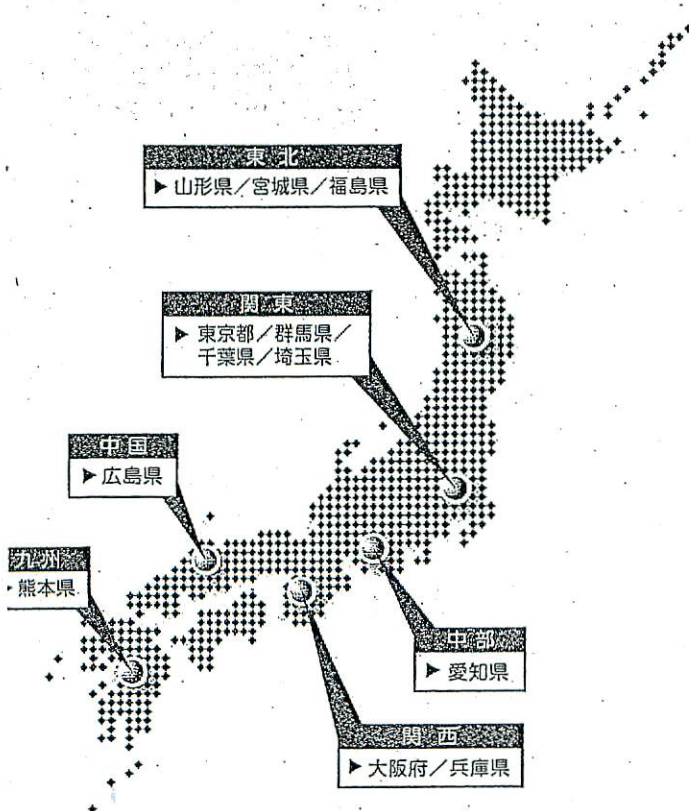 東北
▶ 山形県／宮城県／福島県
関東
▶ 東京都／群馬県／
千葉県／埼玉県
中国
▶ 広島県
九州
熊本県
中部
▶ 愛知県
関西
▶ 大阪府／兵庫県